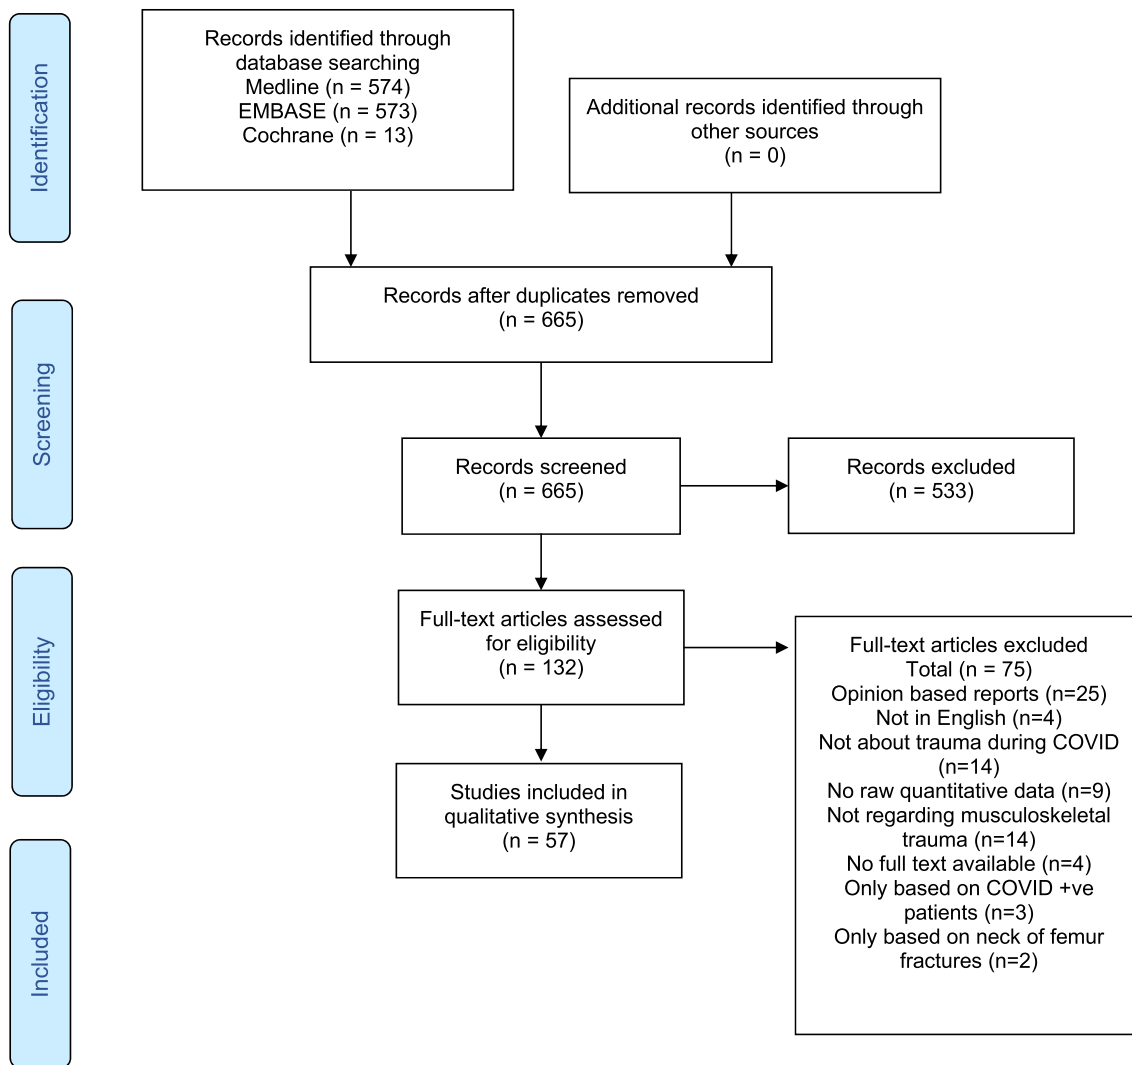 Identification
Records identified through
database searching
Medline (n = 574)
EMBASE (n = 573)
Cochrane (n = 13)
Additional records identified through
other sources
(n = 0)
Records after duplicates removed
(n = 665)
Screening
Records screened
(n = 665)
Records excluded
(n = 533)
Eligibility
Full-text articles assessed
for eligibility
(n = 132)
Full-text articles excluded
Total (n = 75)
Opinion based reports (n=25)
Not in English (n=4)
Not about trauma during COVID
(n=14)
No raw quantitative data (n=9)
Not regarding musculoskeletal
trauma (n=14)
No full text available (n=4)
Only based on COVID +ve
patients (n=3)
Only based on neck of femur
fractures (n=2)
Studies included in
qualitative synthesis
(n = 57)
Included